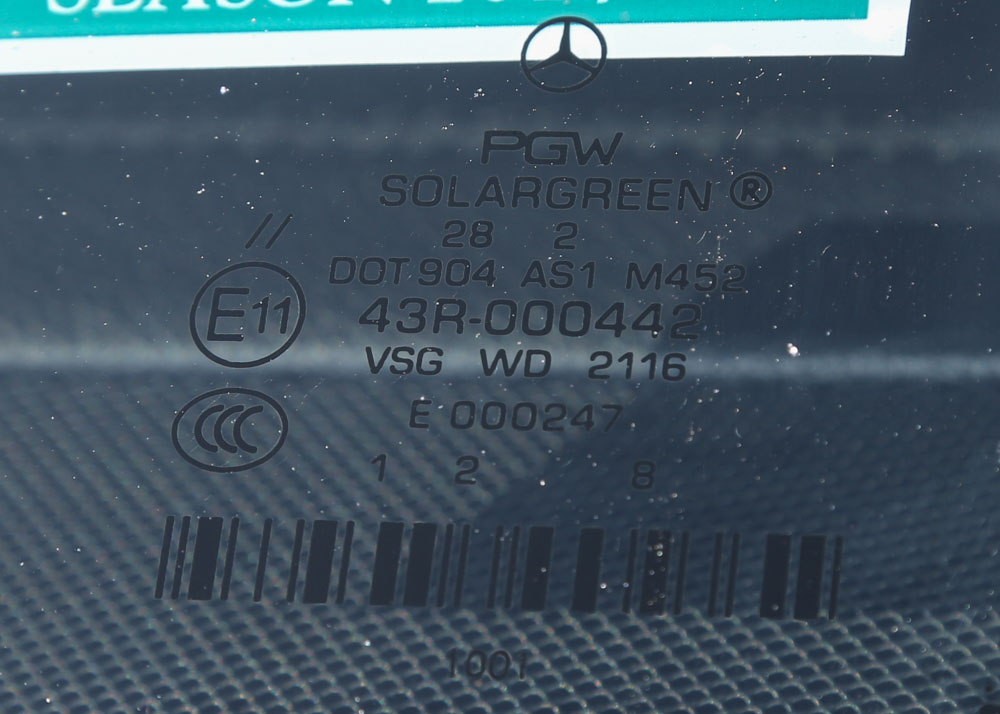 PGW
SOLARGREEN ®
28 2
//
DOT 904 AS1 M452
E11
43R-000442
VSG WD 2116
CCC
E 000247
1 2 8
1001